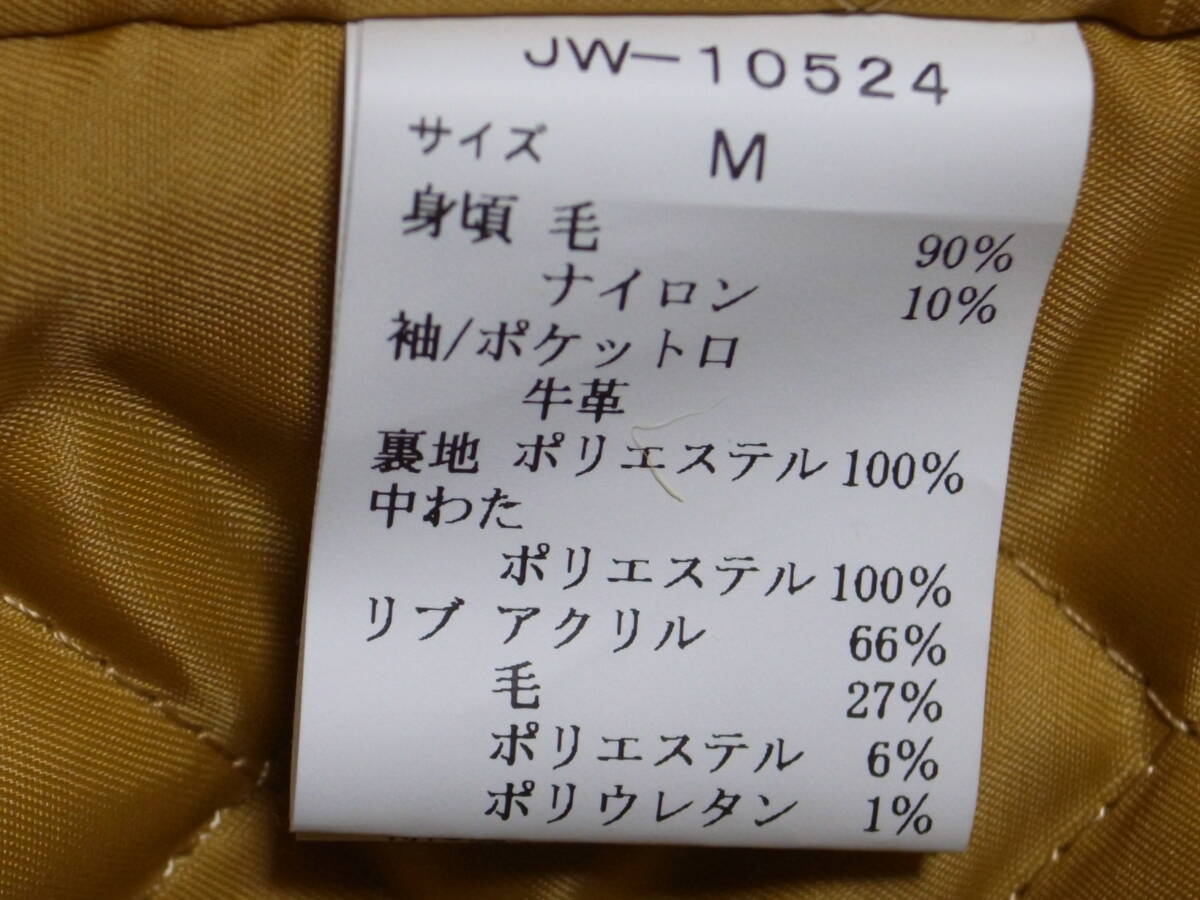 JW-10524
サイズ M
身頃 毛 90%
ナイロン 10%
袖/ポケット口
牛革
裏地 ポリエステル 100%
中わた
ポリエステル 100%
リブ アクリル 66%
毛 27%
ポリエステル 6%
ポリウレタン 1%